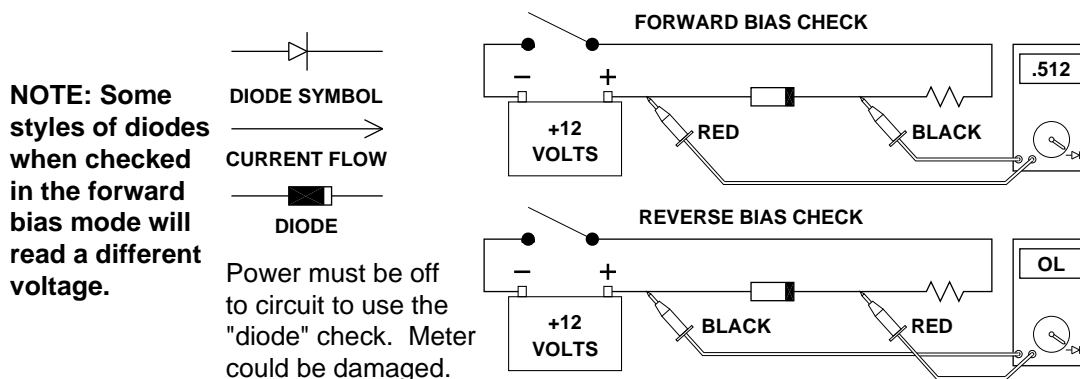 NOTE: Some
styles of diodes
when checked
in the forward
bias mode will
read a different
voltage.
DIODE SYMBOL
CURRENT FLOW
DIODE
Power must be off
to circuit to use the
"diode" check.  Meter
could be damaged.
FORWARD BIAS CHECK
− +
+12
VOLTS
RED
BLACK
.512
REVERSE BIAS CHECK
− +
+12
VOLTS
BLACK
RED
OL